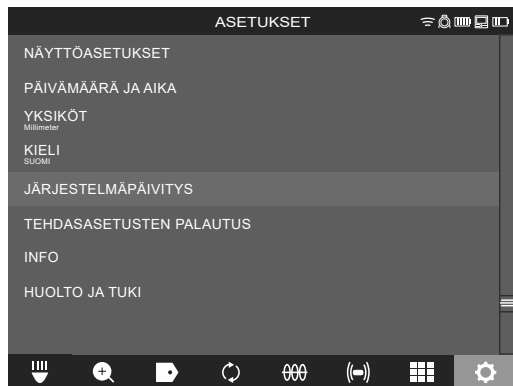 ASETUKSET
NÄYTTÖASETUKSET
PÄIVÄMÄÄRÄ JA AIKA
YKSIKÖT
Millimeter
KIELI
SUOMI
JÄRJESTELMÄPÄIVITYS
TEHDASASETUSTEN PALAUTUS
INFO
HUOLTO JA TUKI